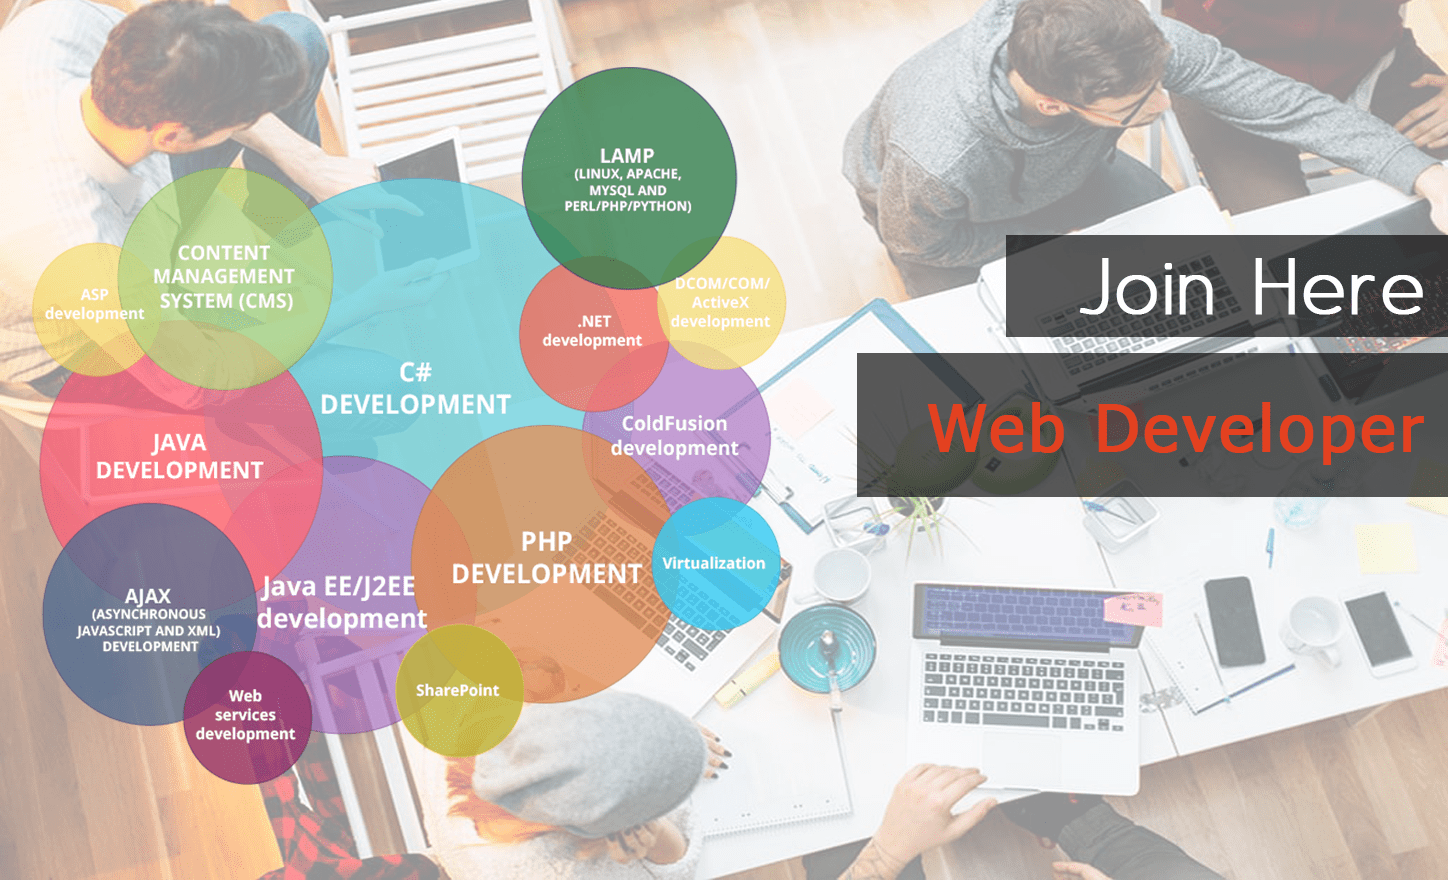 LAMP
(LINUX, APACHE,
MYSQL AND
PERL/PHP/PYTHON)
CONTENT
MANAGEMENT
SYSTEM (CMS)
ASP
development
DCOM/COM/
ActiveX
development
.NET
development
C#
DEVELOPMENT
ColdFusion
development
JAVA
DEVELOPMENT
PHP
DEVELOPMENT
Virtualization
Java EE/J2EE
development
AJAX
(ASYNCHRONOUS
JAVASCRIPT AND XML)
DEVELOPMENT
SharePoint
Web
services
development
Join Here
Web Developer